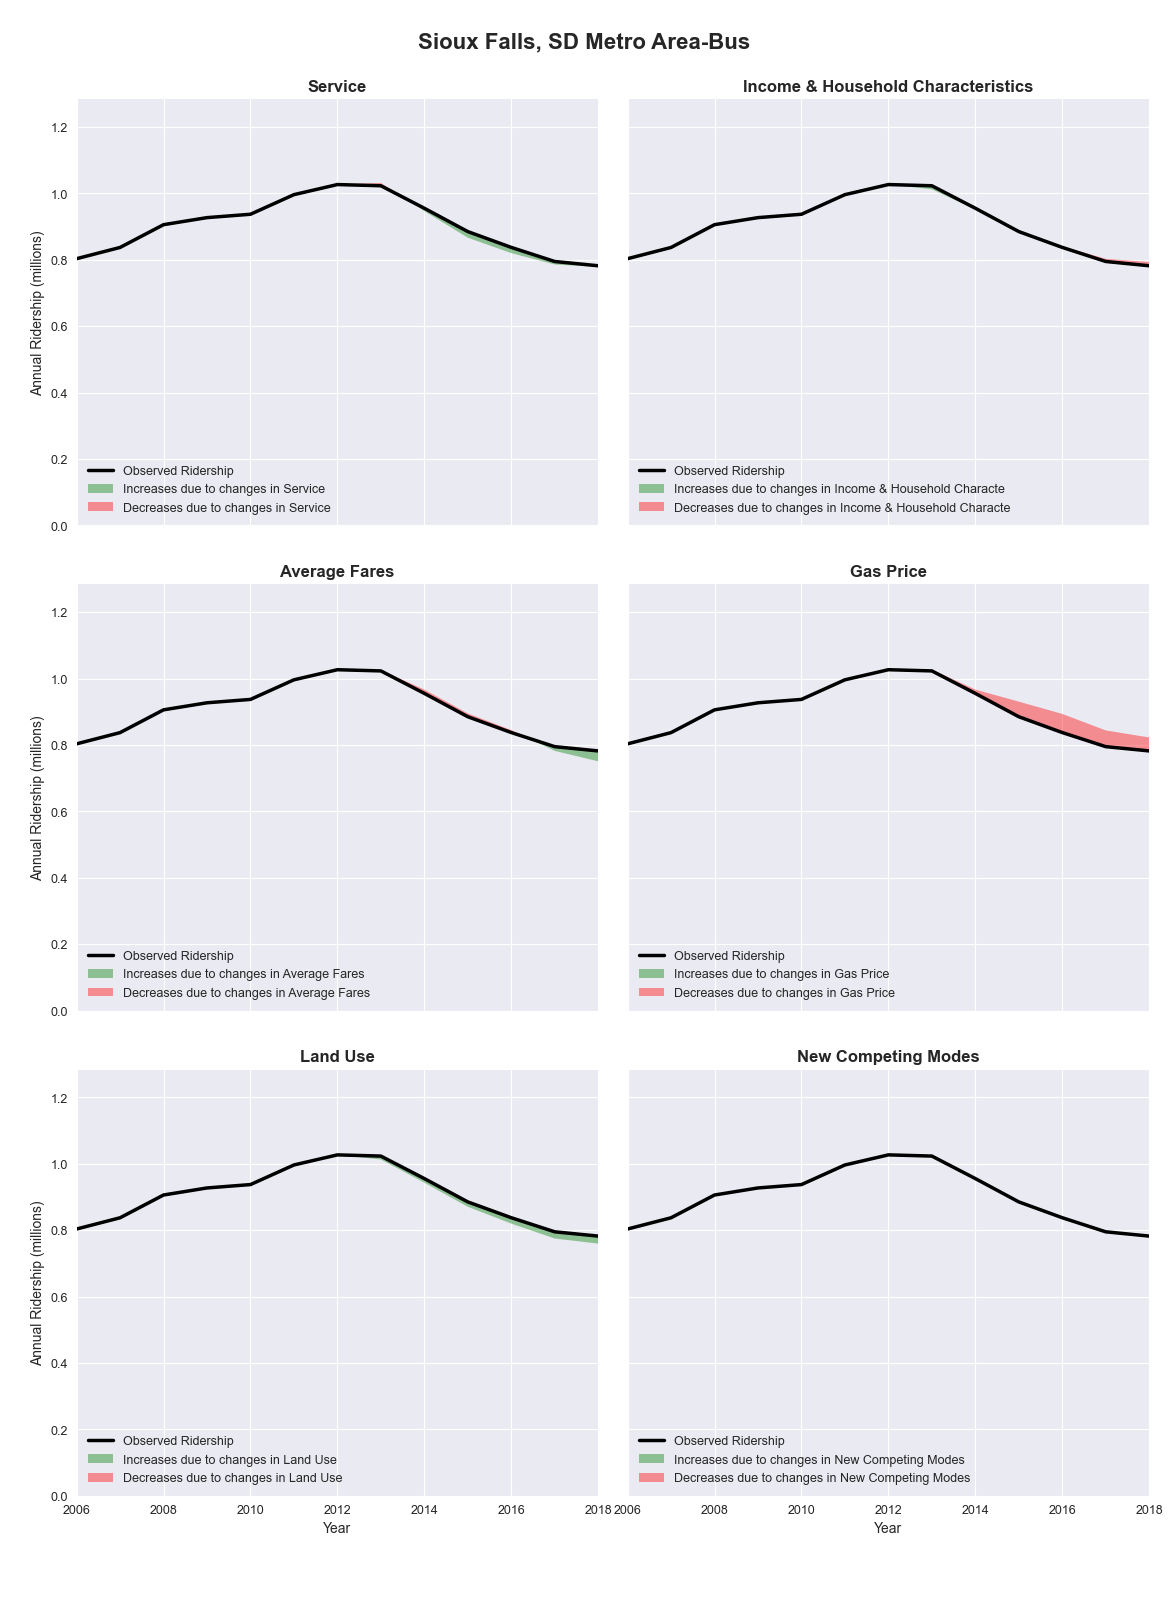 Sioux Falls, SD Metro Area-Bus
Service
Income & Household Characteristics
1.2
1.0
0.8
0.6
0.4
0.2
0.0
Annual Ridership (millions)
Observed Ridership
Increases due to changes in Service
Decreases due to changes in Service
Observed Ridership
Increases due to changes in Income & Household Characte
Decreases due to changes in Income & Household Characte
Average Fares
Gas Price
1.2
1.0
0.8
0.6
0.4
0.2
0.0
Annual Ridership (millions)
Observed Ridership
Increases due to changes in Average Fares
Decreases due to changes in Average Fares
Observed Ridership
Increases due to changes in Gas Price
Decreases due to changes in Gas Price
Land Use
New Competing Modes
1.2
1.0
0.8
0.6
0.4
0.2
0.0
Annual Ridership (millions)
Observed Ridership
Increases due to changes in Land Use
Decreases due to changes in Land Use
Observed Ridership
Increases due to changes in New Competing Modes
Decreases due to changes in New Competing Modes
2006 2008 2010 2012 2014 2016 2018
2006 2008 2010 2012 2014 2016 2018
Year
Year